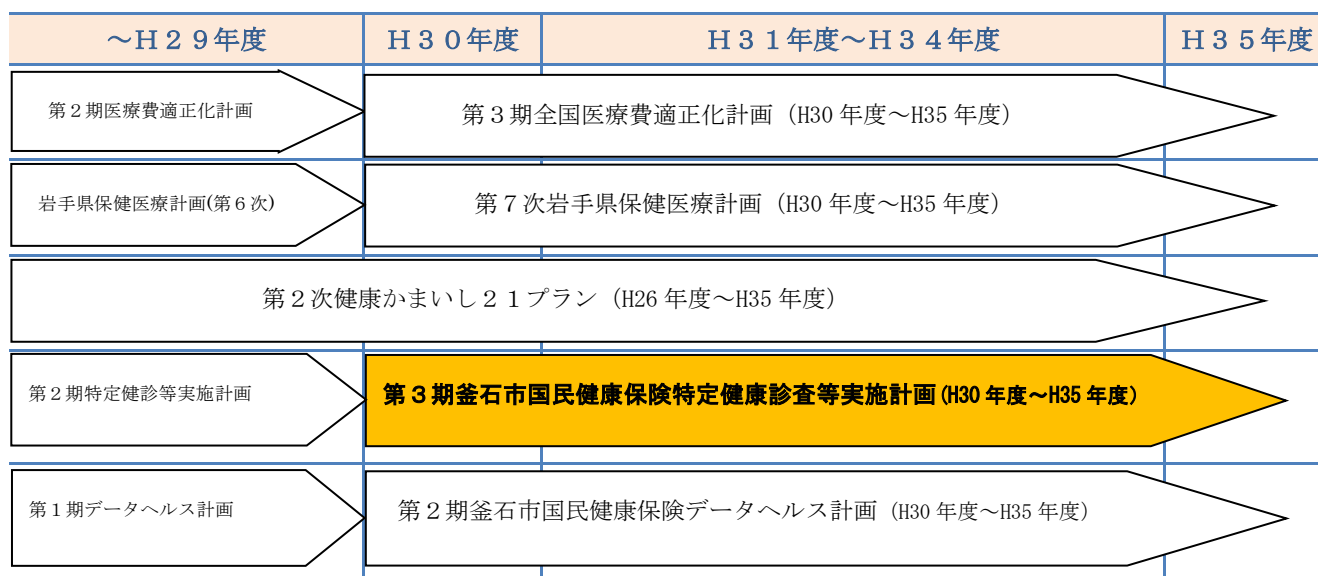 ～Ｈ２９年度　Ｈ３０年度　Ｈ３１年度～Ｈ３４年度　Ｈ３５年度
第２期医療費適正化計画　第３期全国医療費適正化計画（H30 年度～H35 年度）
岩手県保健医療計画(第６次)　第７次岩手県保健医療計画（H30 年度～H35 年度）
第２次健康かまいし２１プラン（H26 年度～H35 年度）
第２期特定健診等実施計画　第３期釜石市国民健康保険特定健康診査等実施計画(H30 年度～H35 年度)
第１期データヘルス計画　第２期釜石市国民健康保険データヘルス計画（H30 年度～H35 年度）